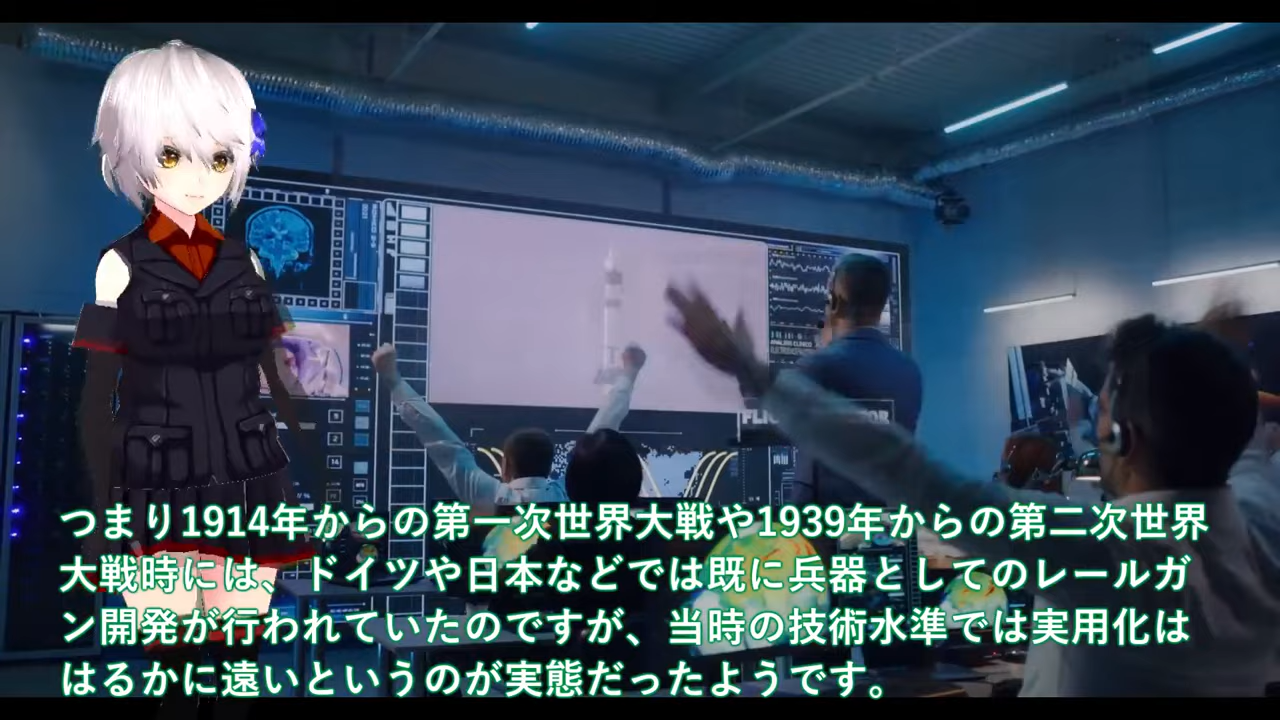 つまり1914年からの第一次世界大戦や1939年からの第二次世界
大戦時には、ドイツや日本などでは既に兵器としてのレールガ
ン開発が行われていたのですが、当時の技術水準では実用化は
はるかに遠いというのが実態だったようです。